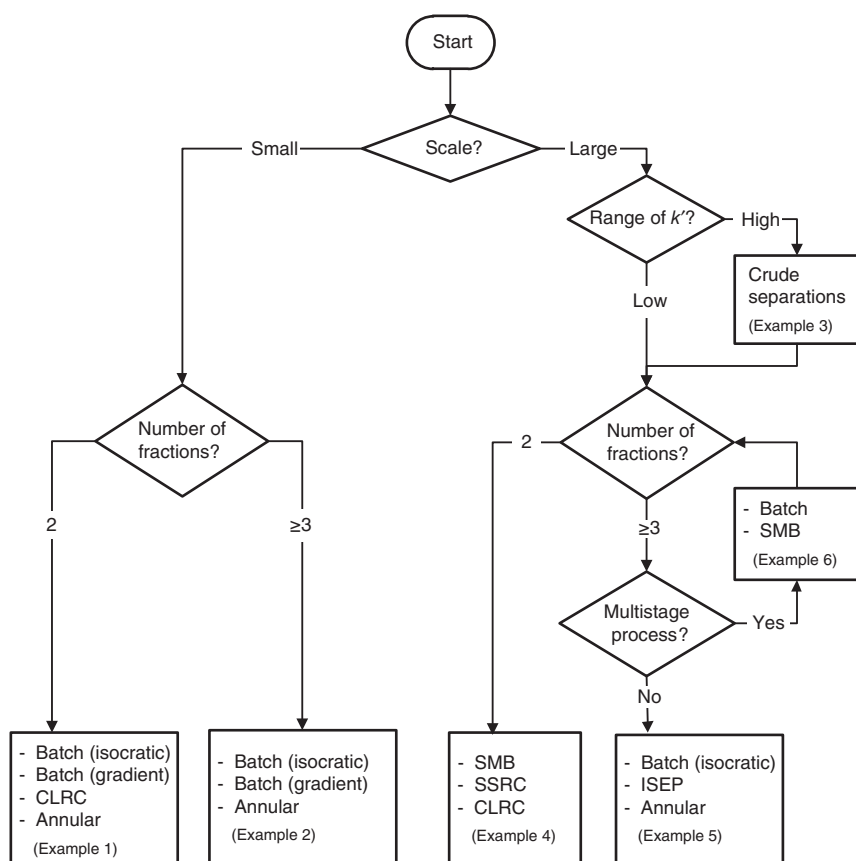 Start
Scale?
Small
Large
Range of k′?
High
Low
Crude
separations
(Example 3)
Number of
fractions?
2
≥3
Number of
fractions?
2
≥3
- Batch
- SMB
(Example 6)
Multistage
process?
Yes
No
- Batch (isocratic)
- Batch (gradient)
- CLRC
- Annular
(Example 1)
- Batch (isocratic)
- Batch (gradient)
- Annular
(Example 2)
- SMB
- SSRC
- CLRC
(Example 4)
- Batch (isocratic)
- ISEP
- Annular
(Example 5)